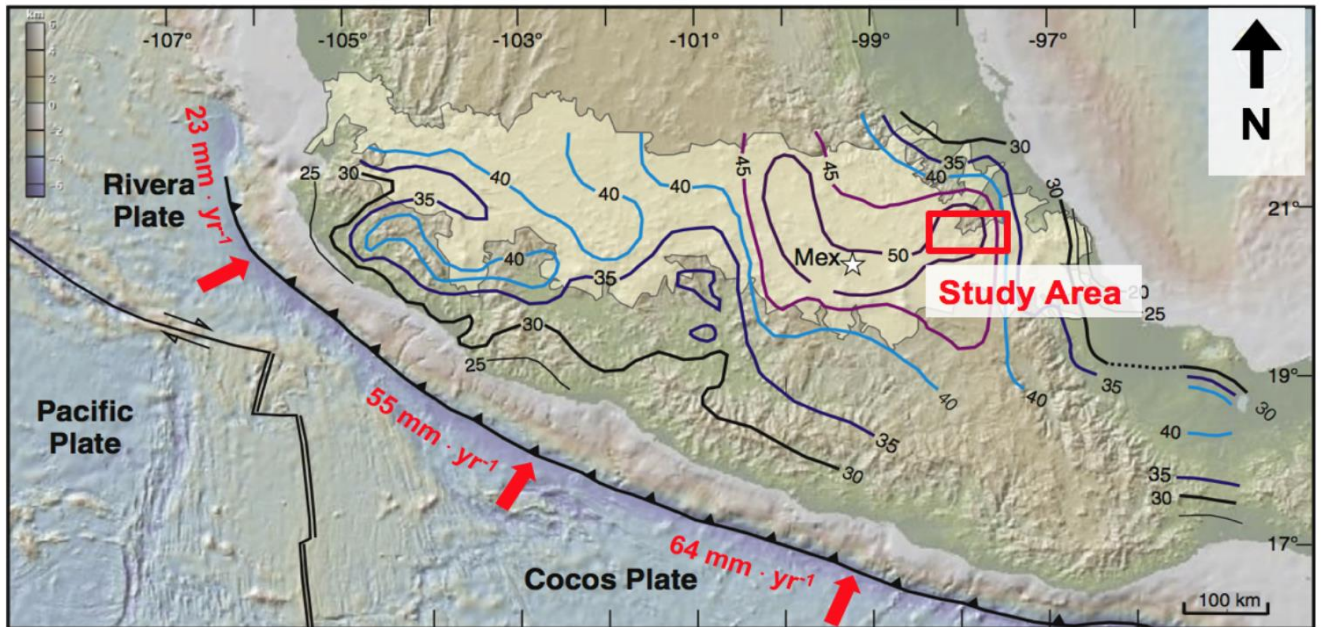 km
-107°
-105°
-103°
-101°
-99°
-97°
N
23 mm · yr⁻¹
Rivera
Plate
25
30
35
40
40
40
40
35
40
45
45
35
40
30
30
21°
50
Mex
Study Area
20
25
30
25
35
19°
30
40
40
35
30
40
35
30
Pacific
Plate
55 mm · yr⁻¹
64 mm · yr⁻¹
Cocos Plate
17°
100 km